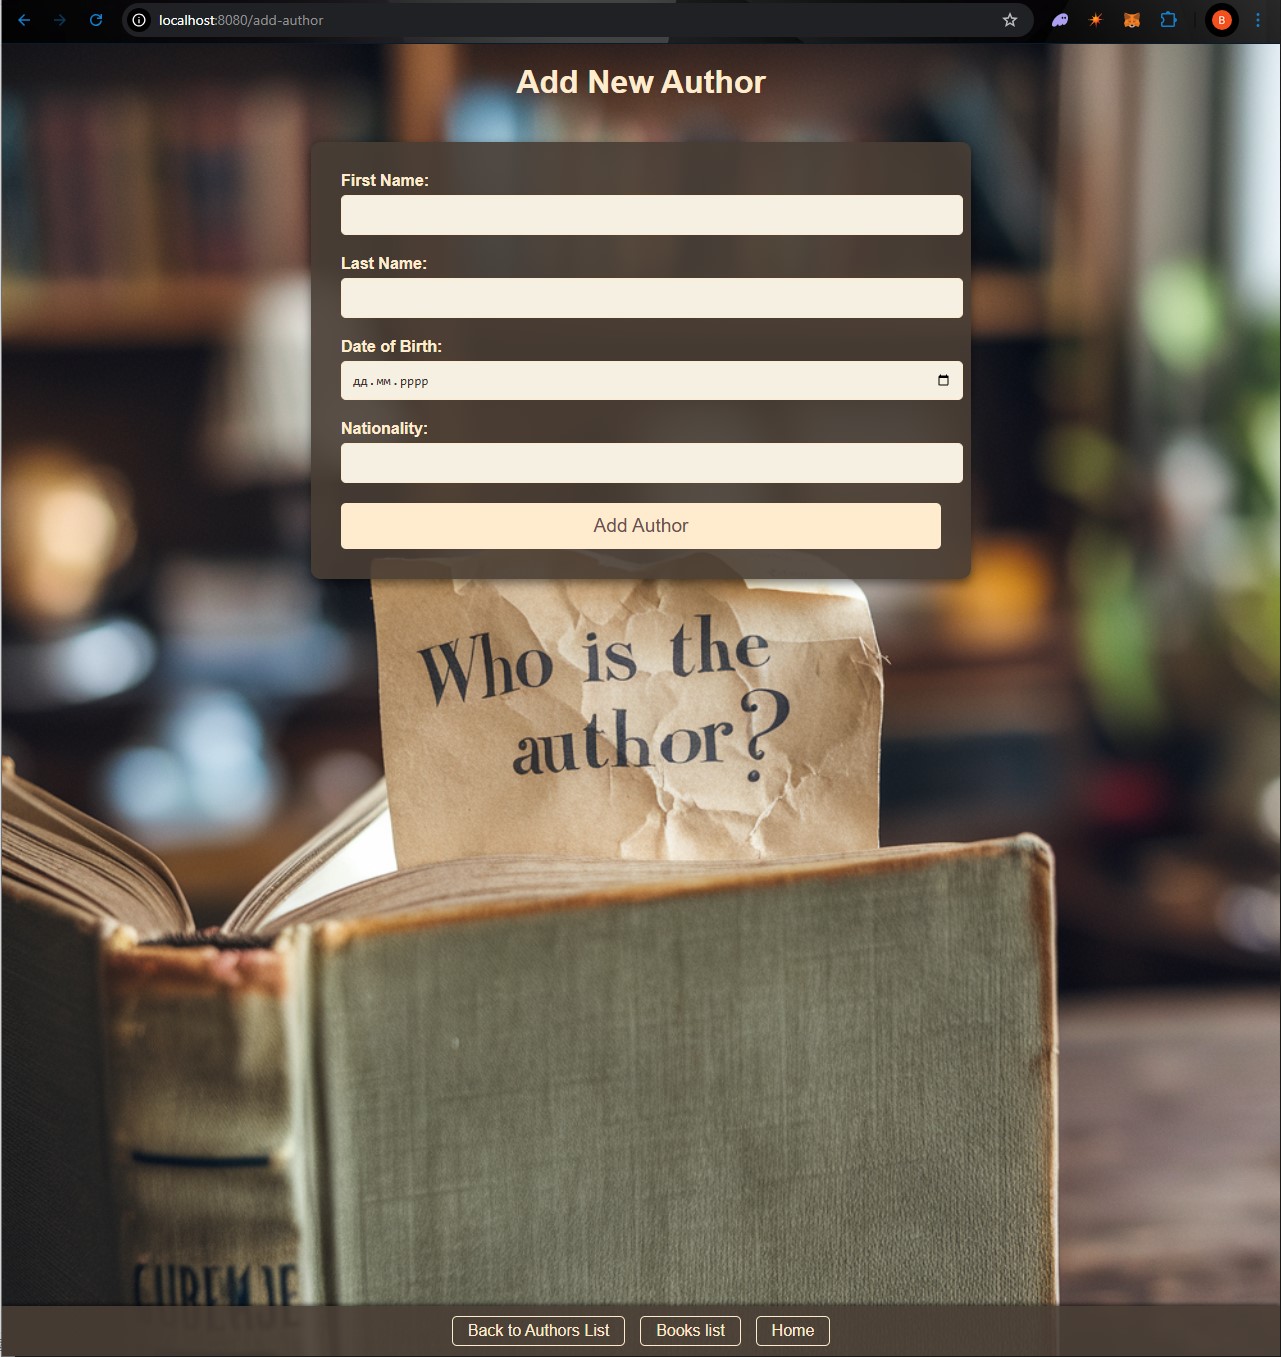 localhost:8080/add-author
B
Add New Author
First Name:
Last Name:
Date of Birth:
дд.мм.рррр
Nationality:
Add Author
Who is the
author?
Back to Authors List
Books list
Home